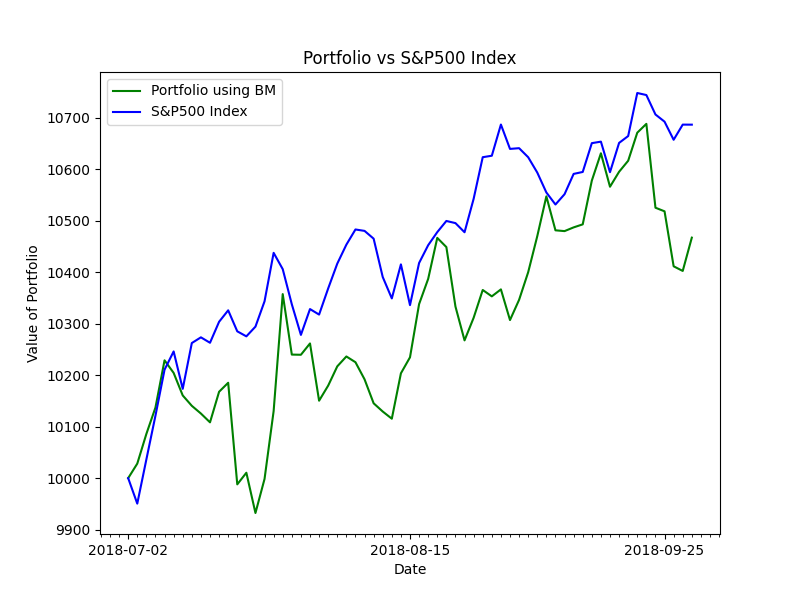 Portfolio vs S&P500 Index
Portfolio using BM
S&P500 Index
Value of Portfolio
10700
10600
10500
10400
10300
10200
10100
10000
9900
2018-07-02
2018-08-15
2018-09-25
Date